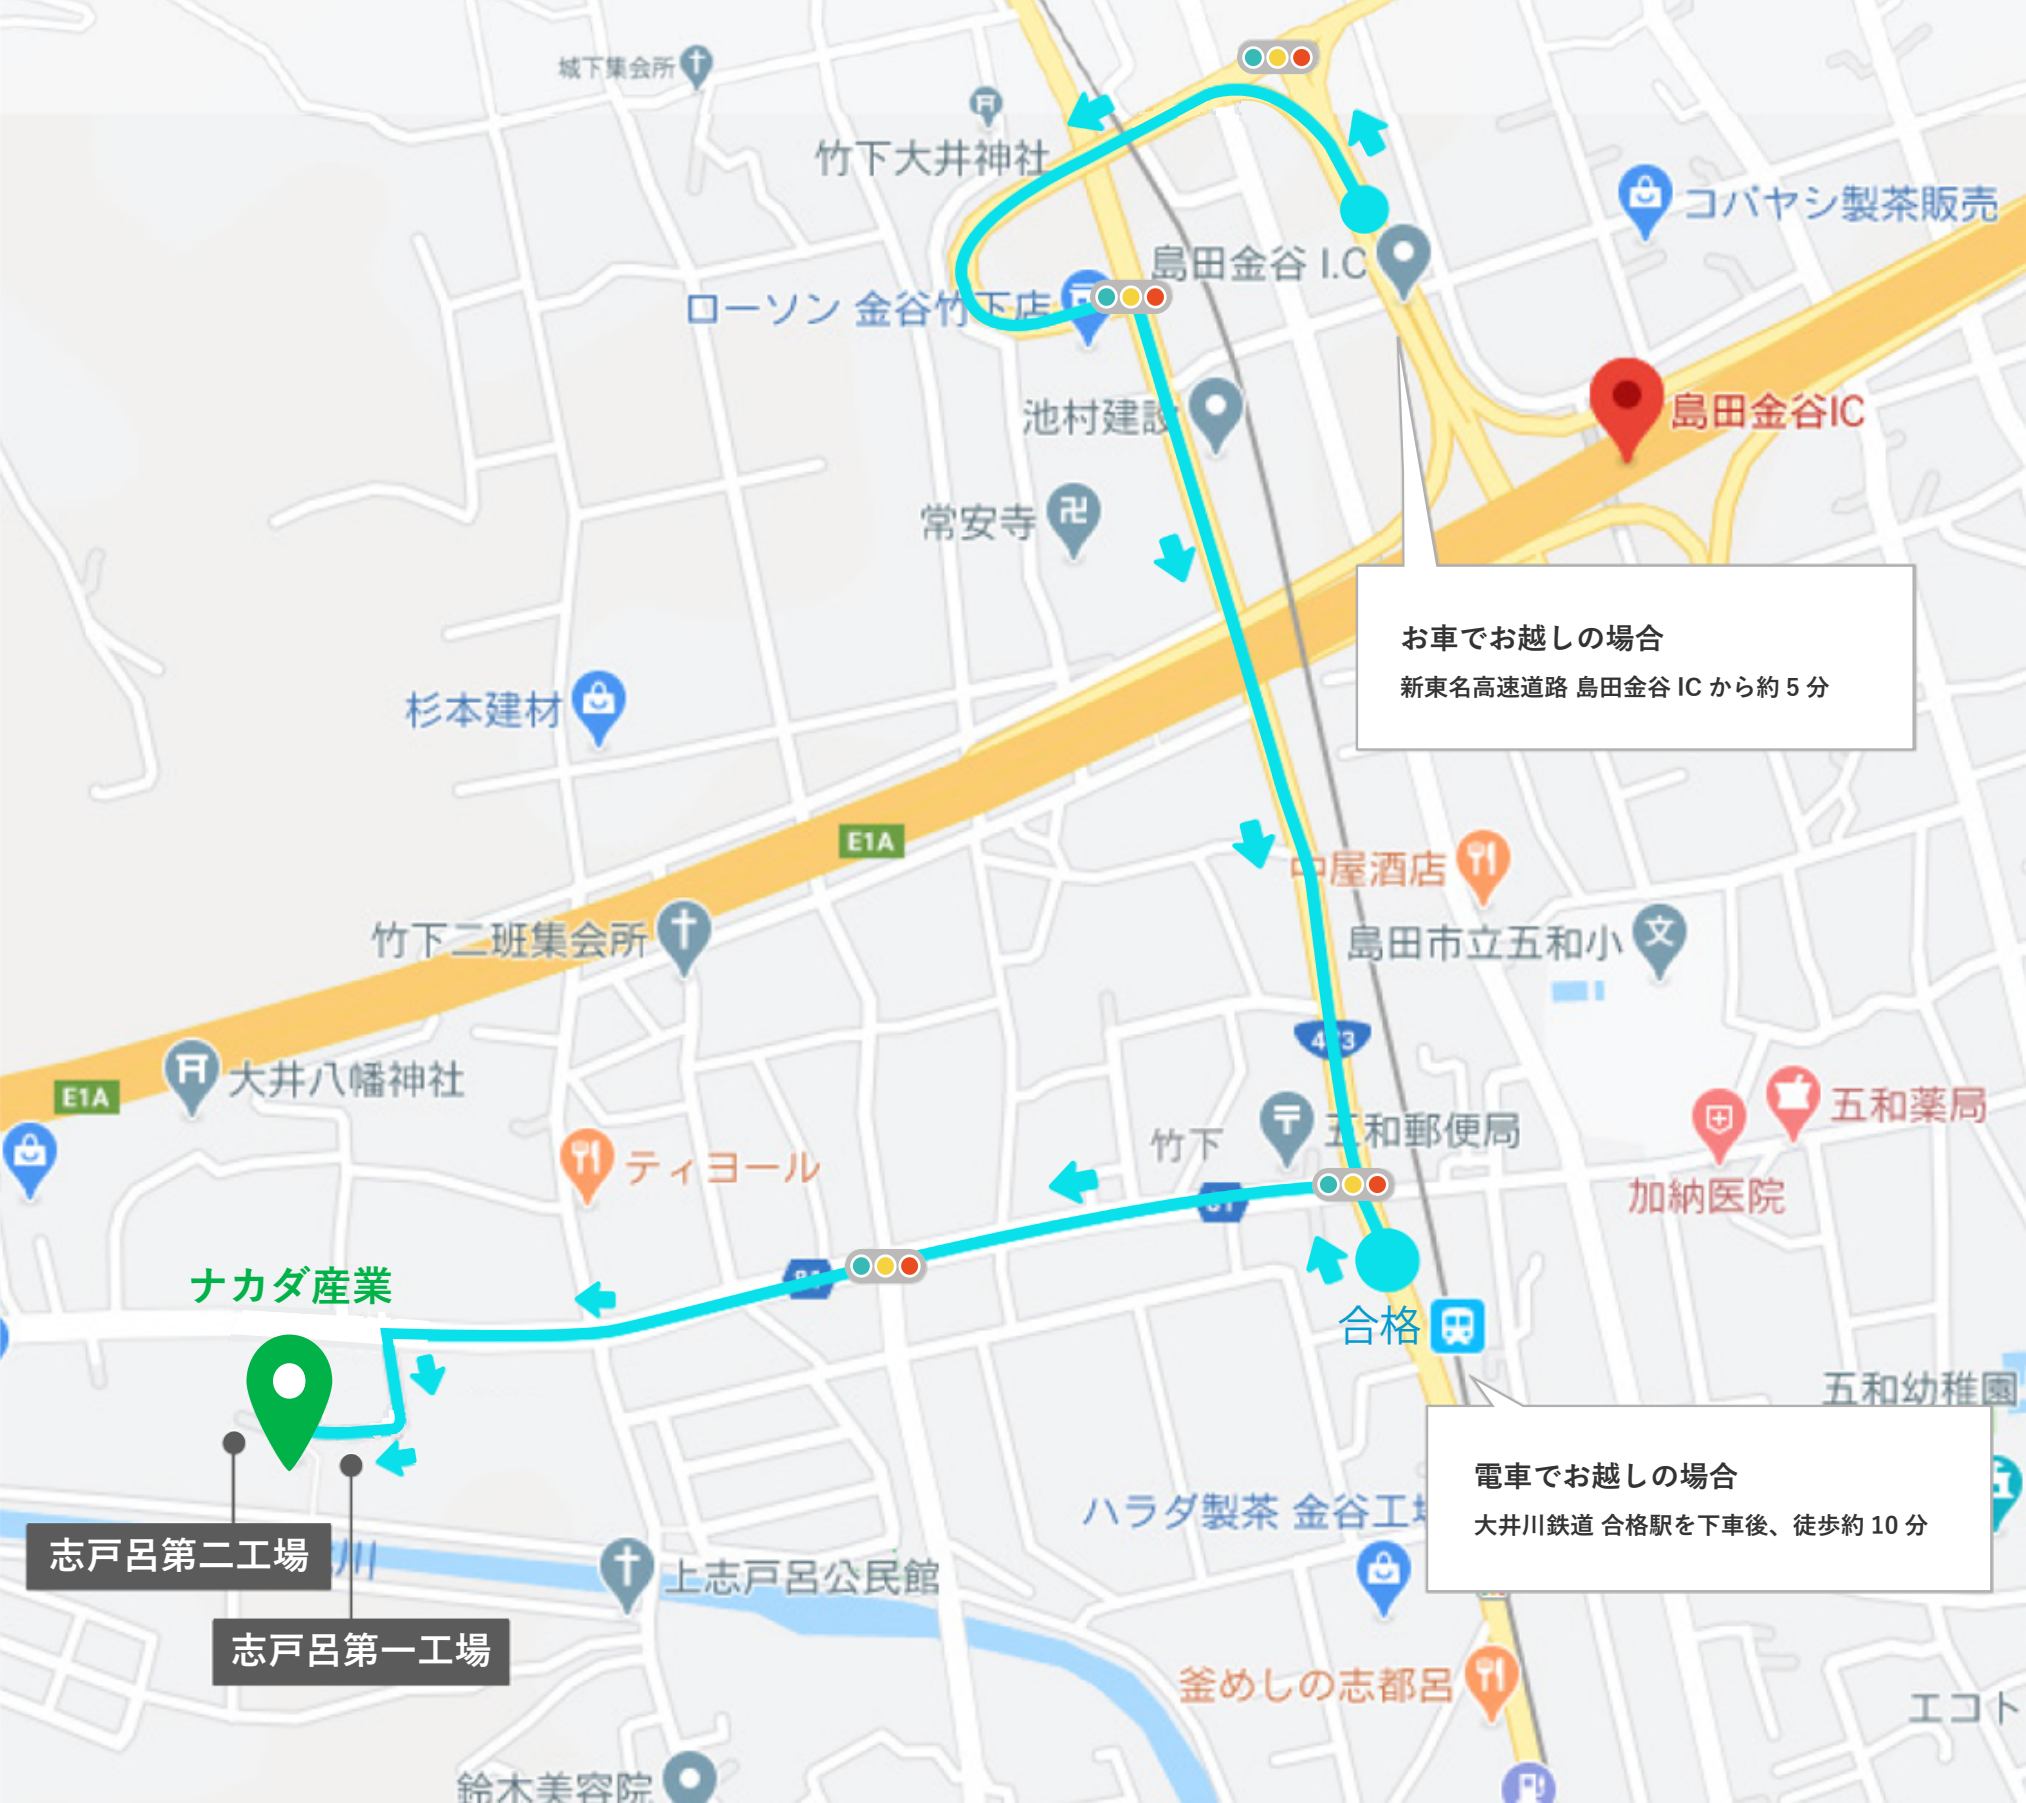 城下集会所
竹下大井神社
コバヤシ製茶販売
島田金谷 I.C
ローソン 金谷竹下店
島田金谷IC
池村建設
常安寺
お車でお越しの場合
新東名高速道路 島田金谷 IC から約 5 分
杉本建材
E1A
中屋酒店
竹下二班集会所
島田市立五和小
文
大井八幡神社
E1A
五和郵便局
五和薬局
竹下
ティヨール
加納医院
ナカダ産業
合格
五和幼稚園
電車でお越しの場合
大井川鉄道 合格駅を下車後、徒歩約 10 分
ハラダ製茶 金谷工
志戸呂第二工場
川
上志戸呂公民館
志戸呂第一工場
釜めしの志都呂
エコト
鈴木美容院